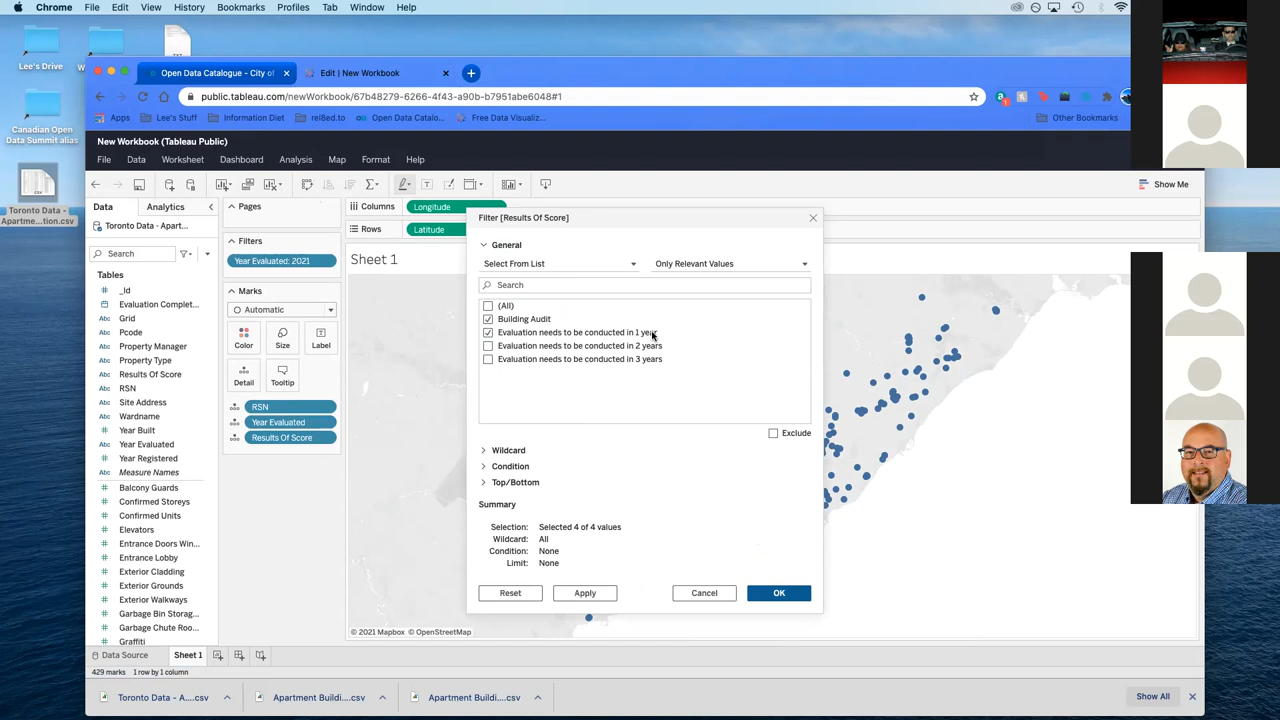 Chrome File Edit View History Bookmarks Profiles Tab Window Help
Lee's Drive
W
Canadian Open
Data Summit alias
CSV
Toronto Data -
Apartme...tion.csv
Open Data Catalogue - City of
Edit | New Workbook
public.tableau.com/newWorkbook/67b48279-6266-4f43-a90b-b7951abe6048#1
Apps Lee's Stuff Information Diet rel8ed.to Open Data Catalo... Free Data Visualiz... Other Bookmarks
New Workbook (Tableau Public)
File Data Worksheet Dashboard Analysis Map Format Help
Show Me
Data Analytics
Toronto Data - Apart...
Search
Tables
Abc _Id
Evaluation Complet...
# Grid
Abc Pcode
Abc Property Manager
Abc Property Type
Abc Results Of Score
Abc RSN
Abc Site Address
Abc Wardname
# Year Built
Abc Year Evaluated
# Year Registered
Abc Measure Names
# Balcony Guards
# Confirmed Storeys
# Confirmed Units
# Elevators
# Entrance Doors Win...
# Entrance Lobby
# Exterior Cladding
# Exterior Grounds
# Exterior Walkways
# Garbage Bin Storag...
# Garbage Chute Roo...
# Graffiti
Pages
Filters
Year Evaluated: 2021
Marks
Automatic
Color Size Label
Detail Tooltip
RSN
Year Evaluated
Results Of Score
Columns Longitude
Rows Latitude
Sheet 1
Filter [Results Of Score]
General
Select From List Only Relevant Values
Search
(All)
Building Audit
Evaluation needs to be conducted in 1 year
Evaluation needs to be conducted in 2 years
Evaluation needs to be conducted in 3 years
Exclude
Wildcard
Condition
Top/Bottom
Summary
Selection: Selected 4 of 4 values
Wildcard: All
Condition: None
Limit: None
Reset Apply Cancel OK
© 2021 Mapbox © OpenStreetMap
Data Source Sheet 1
429 marks 1 row by 1 column
Toronto Data - A....csv Apartment Buildi....csv Apartment Buildi....csv Show All